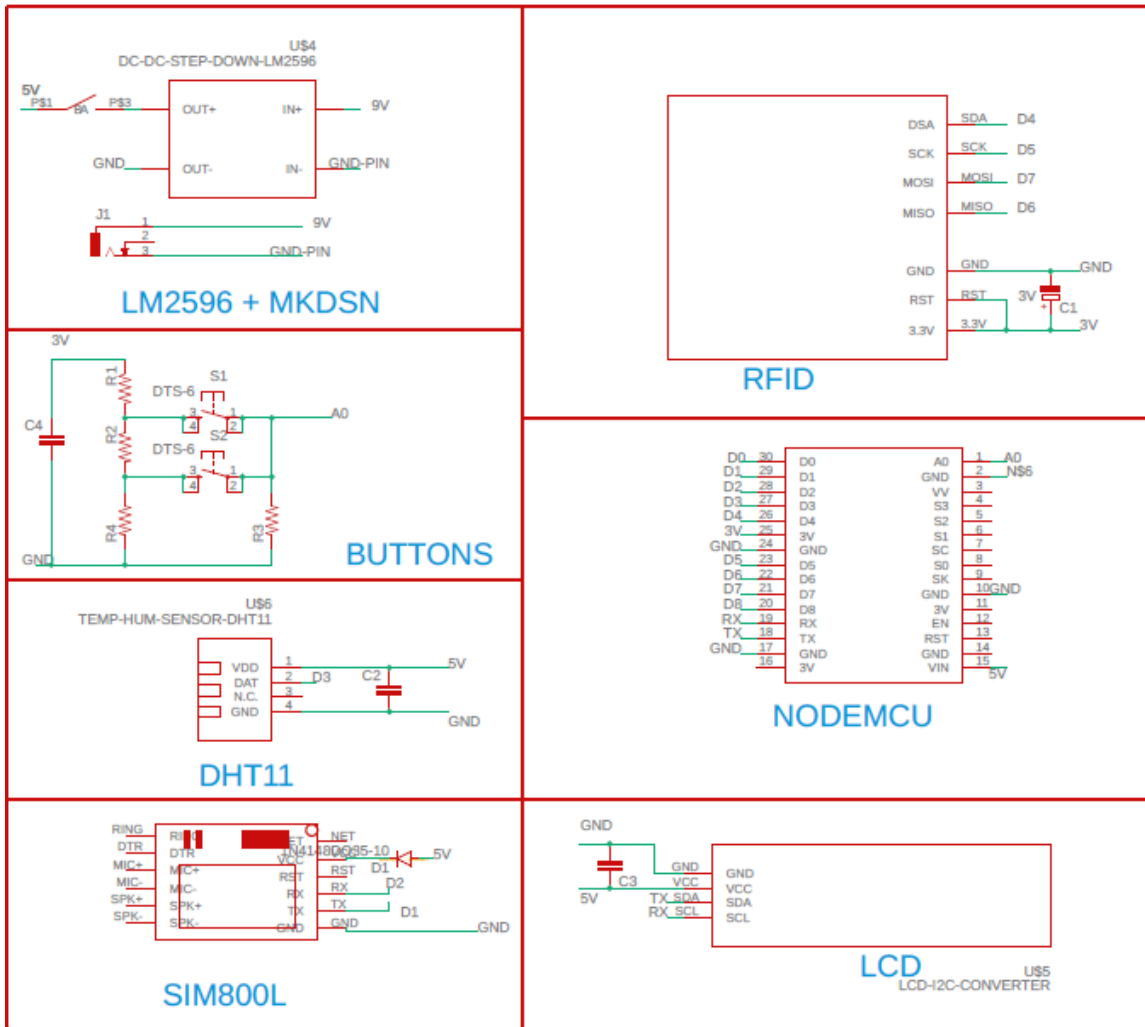 U$4
DC-DC-STEP-DOWN-LM2596
5V
P$1 BA P$3 OUT+ IN+ 9V
GND OUT- IN- GND-PIN
J1
1 9V
2
3 GND-PIN
LM2596 + MKDSN
3V
R1
S1
DTS-6
3 1 A0
4 2
C4
R2
S2
DTS-6
3 1
4 2
R4
R3
GND
BUTTONS
U$6
TEMP-HUM-SENSOR-DHT11
VDD 1 5V
DAT 2 D3 C2
N.C. 3
GND 4 GND
DHT11
RING RING NET NET
DTR DTR VCC VCC 1N4148DO35-10 5V
MIC+ MIC+ RST RST D1
MIC- MIC- RX RX D2
SPK+ SPK+ TX TX D1
SPK- SPK- GND GND GND
SIM800L
DSA SDA D4
SCK SCK D5
MOSI MOSI D7
MISO MISO D6
GND GND GND
RST RST 3V + C1
3.3V 3.3V 3V
RFID
D0 30 D0 A0 1 A0
D1 29 D1 GND 2 N$6
D2 28 D2 VV 3
D3 27 D3 S3 4
D4 26 D4 S2 5
3V 25 3V S1 6
GND 24 GND SC 7
D5 23 D5 S0 8
D6 22 D6 SK 9
D7 21 D7 GND 10 GND
D8 20 D8 3V 11
RX 19 RX EN 12
TX 18 TX RST 13
GND 17 GND GND 14
16 3V VIN 15 5V
NODEMCU
GND
C3
GND GND
5V VCC VCC
TX SDA SDA
RX SCL SCL
LCD
U$5
LCD-I2C-CONVERTER